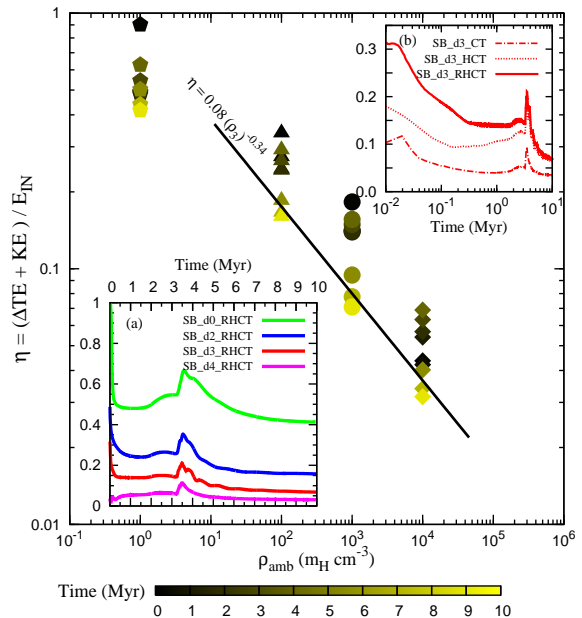 1
0.1
0.01
η = (ΔTE + KE) / E_IN
10^-1 10^0 10^1 10^2 10^3 10^4 10^5 10^6
ρ_amb (m_H cm^-3)
η = 0.08 (ρ_3)^-0.34
(b)
SB_d3_CT
SB_d3_HCT
SB_d3_RHCT
0.3
0.2
0.1
0
10^-2 10^-1 10^0 10^1
Time (Myr)
Time (Myr)
0 1 2 3 4 5 6 7 8 9 10
(a)
SB_d0_RHCT
SB_d2_RHCT
SB_d3_RHCT
SB_d4_RHCT
1
0.8
0.6
0.4
0.2
0
Time (Myr)
0 1 2 3 4 5 6 7 8 9 10